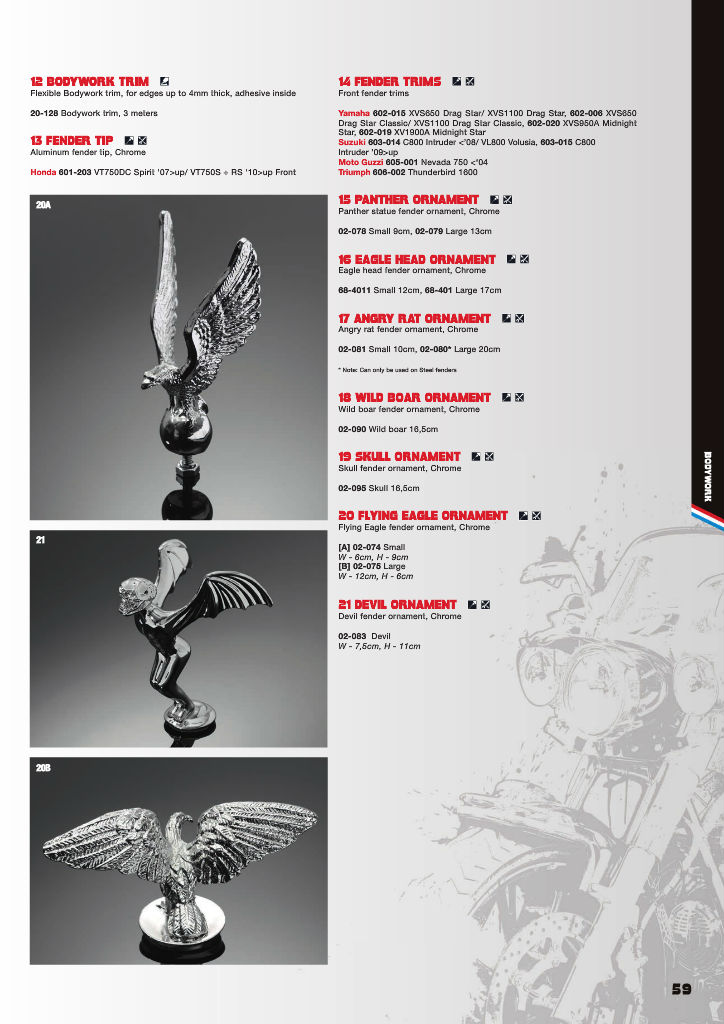 12 BODYWORK TRIM
Flexible Bodywork trim, for edges up to 4mm thick, adhesive inside
20-128 Bodywork trim, 3 meters
13 FENDER TIP
Aluminum fender tip, Chrome
Honda 601-203 VT750DC Spirit '07>up/ VT750S ÷ RS '10>up Front
20A
21
20B
14 FENDER TRIMS
Front fender trims
Yamaha 602-015 XVS650 Drag Star/ XVS1100 Drag Star, 602-006 XVS650
Drag Star Classic/ XVS1100 Drag Star Classic, 602-020 XVS950A Midnight
Star, 602-019 XV1900A Midnight Star
Suzuki 603-014 C800 Intruder <'08/ VL800 Volusia, 603-015 C800
Intruder '09>up
Moto Guzzi 605-001 Nevada 750 <'04
Triumph 606-002 Thunderbird 1600
15 PANTHER ORNAMENT
Panther statue fender ornament, Chrome
02-078 Small 9cm, 02-079 Large 13cm
16 EAGLE HEAD ORNAMENT
Eagle head fender ornament, Chrome
68-4011 Small 12cm, 68-401 Large 17cm
17 ANGRY RAT ORNAMENT
Angry rat fender ornament, Chrome
02-081 Small 10cm, 02-080* Large 20cm
* Note: Can only be used on Steel fenders
18 WILD BOAR ORNAMENT
Wild boar fender ornament, Chrome
02-090 Wild boar 16,5cm
19 SKULL ORNAMENT
Skull fender ornament, Chrome
02-095 Skull 16,5cm
20 FLYING EAGLE ORNAMENT
Flying Eagle fender ornament, Chrome
[A] 02-074 Small
W - 6cm, H - 9cm
[B] 02-075 Large
W - 12cm, H - 6cm
21 DEVIL ORNAMENT
Devil fender ornament, Chrome
02-083 Devil
W - 7,5cm, H - 11cm
BODYWORK
59